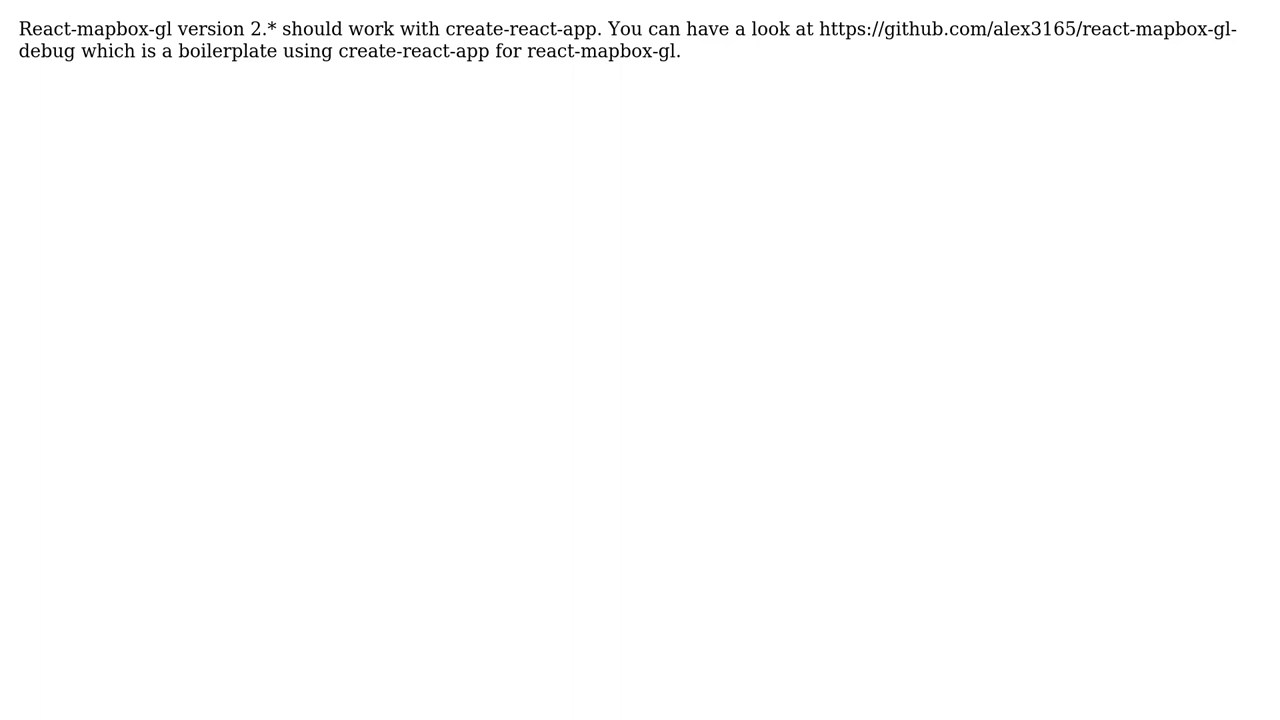 React-mapbox-gl version 2.* should work with create-react-app. You can have a look at https://github.com/alex3165/react-mapbox-gl-
debug which is a boilerplate using create-react-app for react-mapbox-gl.